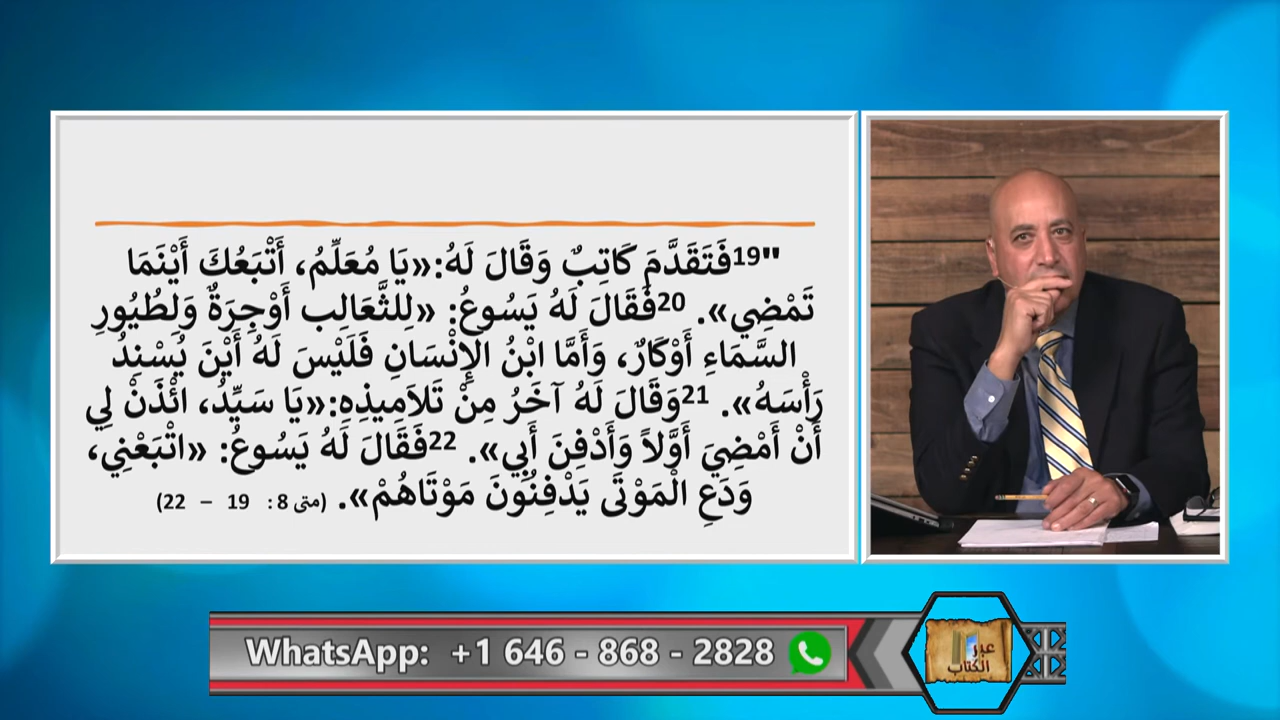 "19فَتَقَدَّمَ كَاتِبٌ وَقَالَ لَهُ:«يَا مُعَلِّمُ، أَتْبَعُكَ أَيْنَمَا
تَمْضِي». 20فَقَالَ لَهُ يَسُوعُ: «لِلثَّعَالِب أَوْجِرَةٌ وَلِطُيُورِ
السَّمَاءِ أَوْكَارٌ، وَأَمَّا ابْنُ الإِنْسَانِ فَلَيْسَ لَهُ أَيْنَ يُسْنِدُ
رَأْسَهُ». 21وَقَالَ لَهُ آخَرُ مِنْ تَلاَمِيذِهِ:«يَا سَيِّدُ، ائْذَنْ لِي
أَنْ أَمْضِيَ أَوَّلاً وَأَدْفِنَ أَبِي». 22فَقَالَ لَهُ يَسُوعُ: «اتْبَعْنِي،
وَدَعِ الْمَوْتَى يَدْفِنُونَ مَوْتَاهُمْ». (متى 8: 19 – 22)
WhatsApp: +1 646 - 868 - 2828
عبر
الكتاب